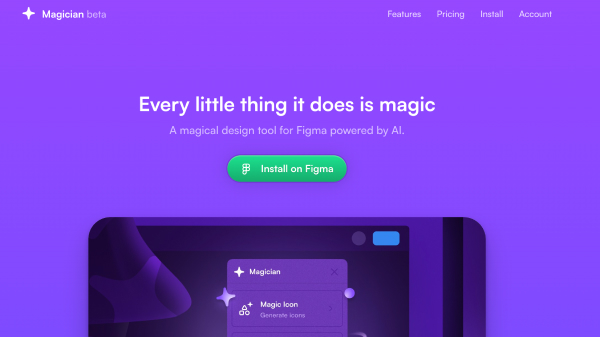 Magician beta
Features
Pricing
Install
Account
Every little thing it does is magic
A magical design tool for Figma powered by AI.
Install on Figma
Magician
Magic Icon
Generate icons